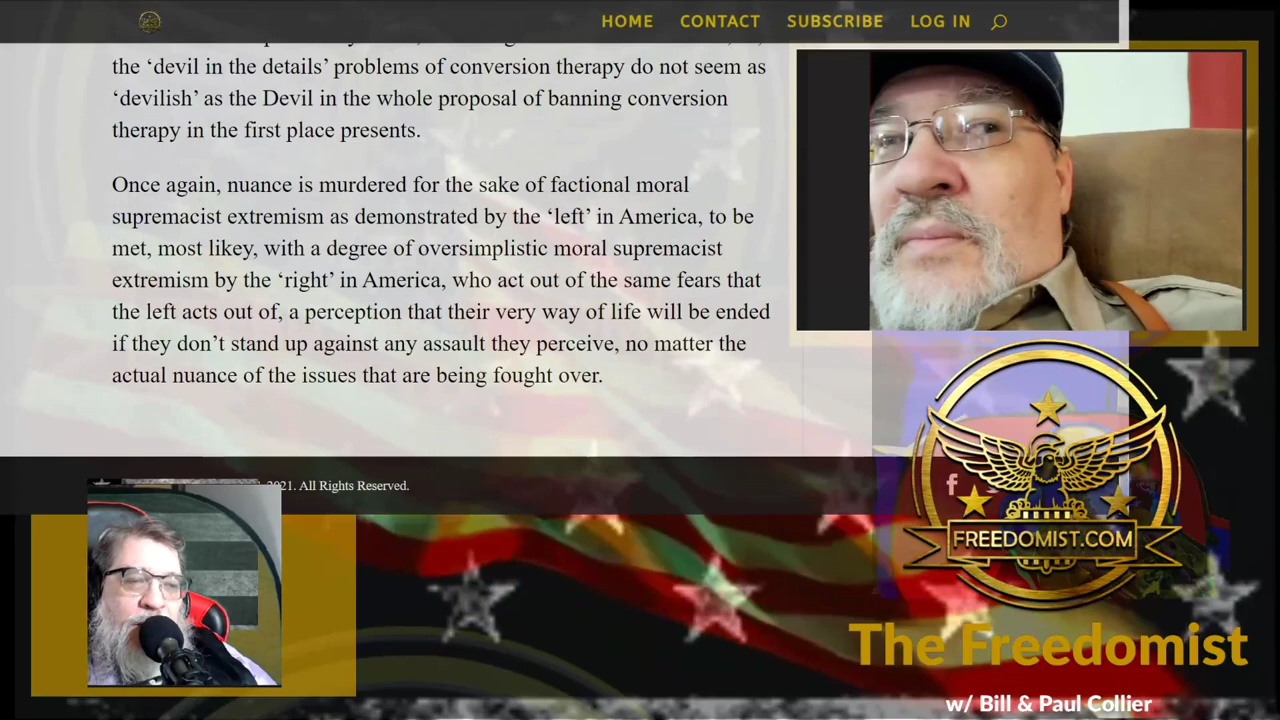 HOME CONTACT SUBSCRIBE LOG IN
the ‘devil in the details’ problems of conversion therapy do not seem as
‘devilish’ as the Devil in the whole proposal of banning conversion
therapy in the first place presents.
Once again, nuance is murdered for the sake of factional moral
supremacist extremism as demonstrated by the ‘left’ in America, to be
met, most likey, with a degree of oversimplistic moral supremacist
extremism by the ‘right’ in America, who act out of the same fears that
the left acts out of, a perception that their very way of life will be ended
if they don’t stand up against any assault they perceive, no matter the
actual nuance of the issues that are being fought over.
2021. All Rights Reserved.
f
FREEDOMIST.COM
The Freedomist
w/ Bill & Paul Collier